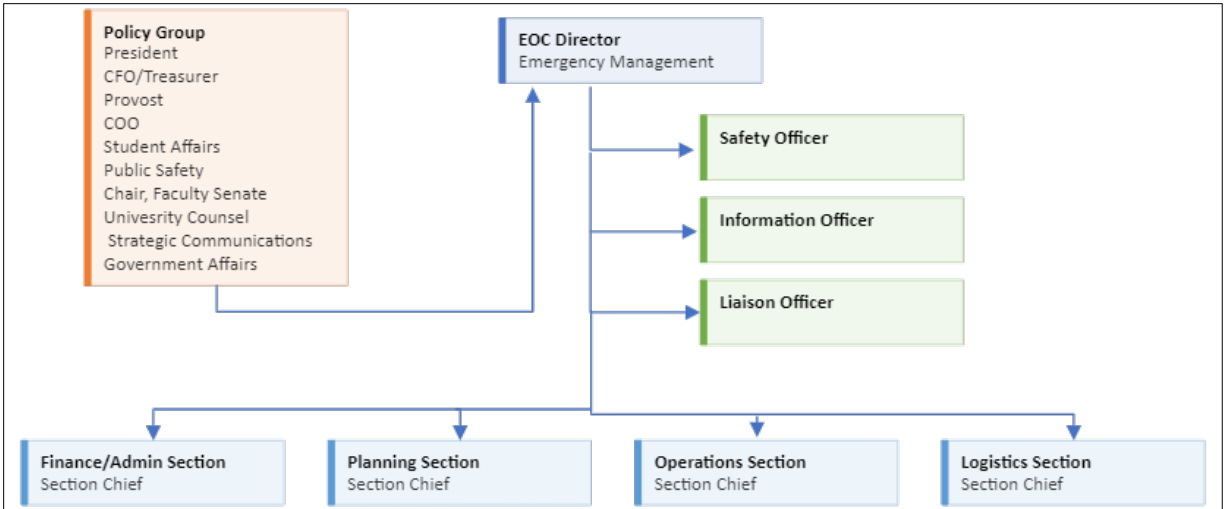 Policy Group
President
CFO/Treasurer
Provost
COO
Student Affairs
Public Safety
Chair, Faculty Senate
Univesrity Counsel
Strategic Communications
Government Affairs
EOC Director
Emergency Management
Safety Officer
Information Officer
Liaison Officer
Finance/Admin Section
Section Chief
Planning Section
Section Chief
Operations Section
Section Chief
Logistics Section
Section Chief